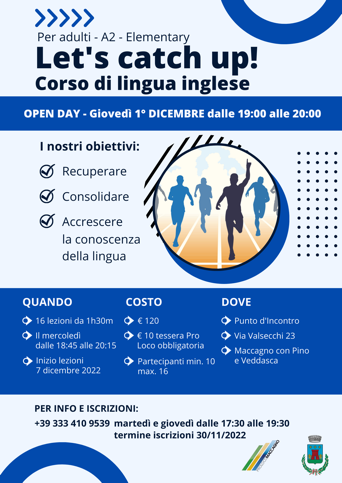 Per adulti - A2 - Elementary
Let's catch up!
Corso di lingua inglese
OPEN DAY - Giovedì 1° DICEMBRE dalle 19:00 alle 20:00
I nostri obiettivi:
Recuperare
Consolidare
Accrescere
la conoscenza
della lingua
QUANDO
16 lezioni da 1h30m
Il mercoledì
dalle 18:45 alle 20:15
Inizio lezioni
7 dicembre 2022
COSTO
€ 120
€ 10 tessera Pro
Loco obbligatoria
Partecipanti min. 10
max. 16
DOVE
Punto d'Incontro
Via Valsecchi 23
Maccagno con Pino
e Veddasca
PER INFO E ISCRIZIONI:
+39 333 410 9539 martedì e giovedì dalle 17:30 alle 19:30
termine iscrizioni 30/11/2022